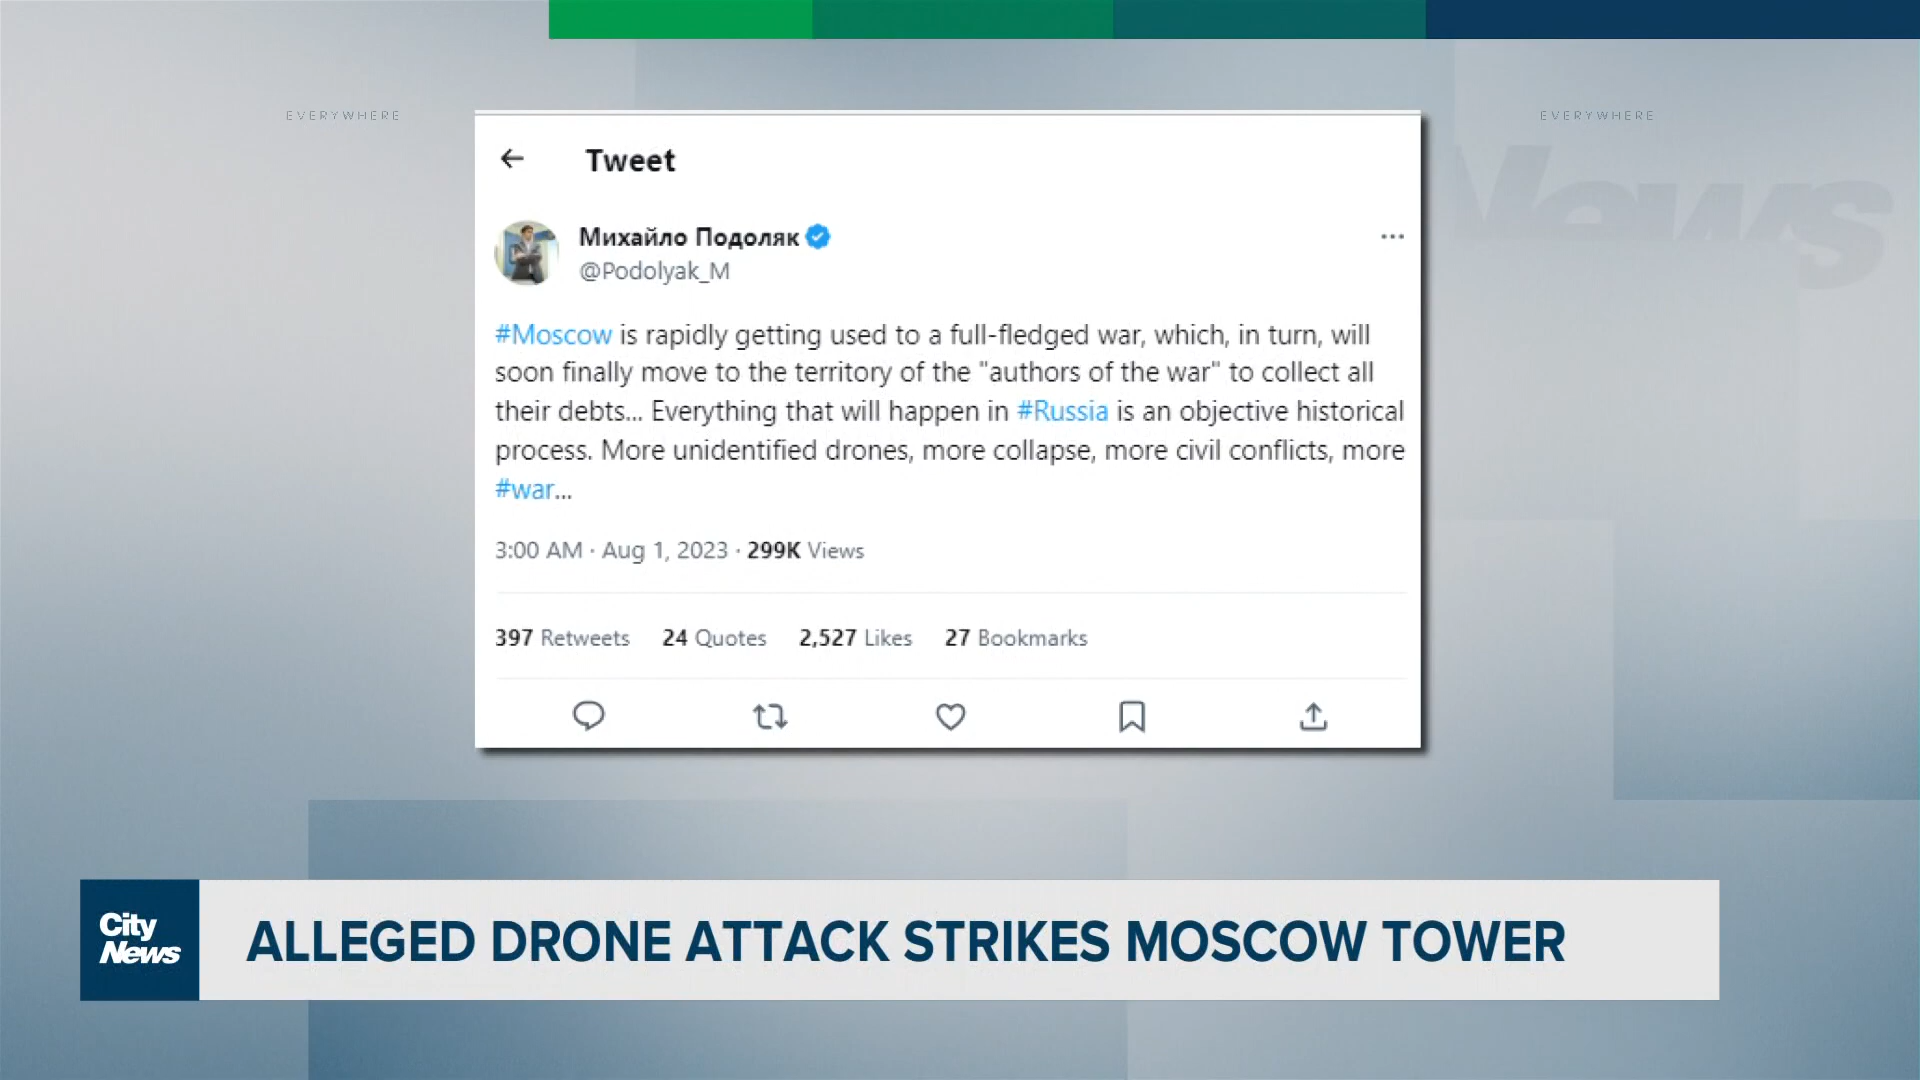 EVERYWHERE
EVERYWHERE
News
Tweet
Михайло Подоляк
@Podolyak_M
#Moscow is rapidly getting used to a full-fledged war, which, in turn, will
soon finally move to the territory of the "authors of the war" to collect all
their debts... Everything that will happen in #Russia is an objective historical
process. More unidentified drones, more collapse, more civil conflicts, more
#war...
3:00 AM · Aug 1, 2023 · 299K Views
397 Retweets 24 Quotes 2,527 Likes 27 Bookmarks
City
News
ALLEGED DRONE ATTACK STRIKES MOSCOW TOWER